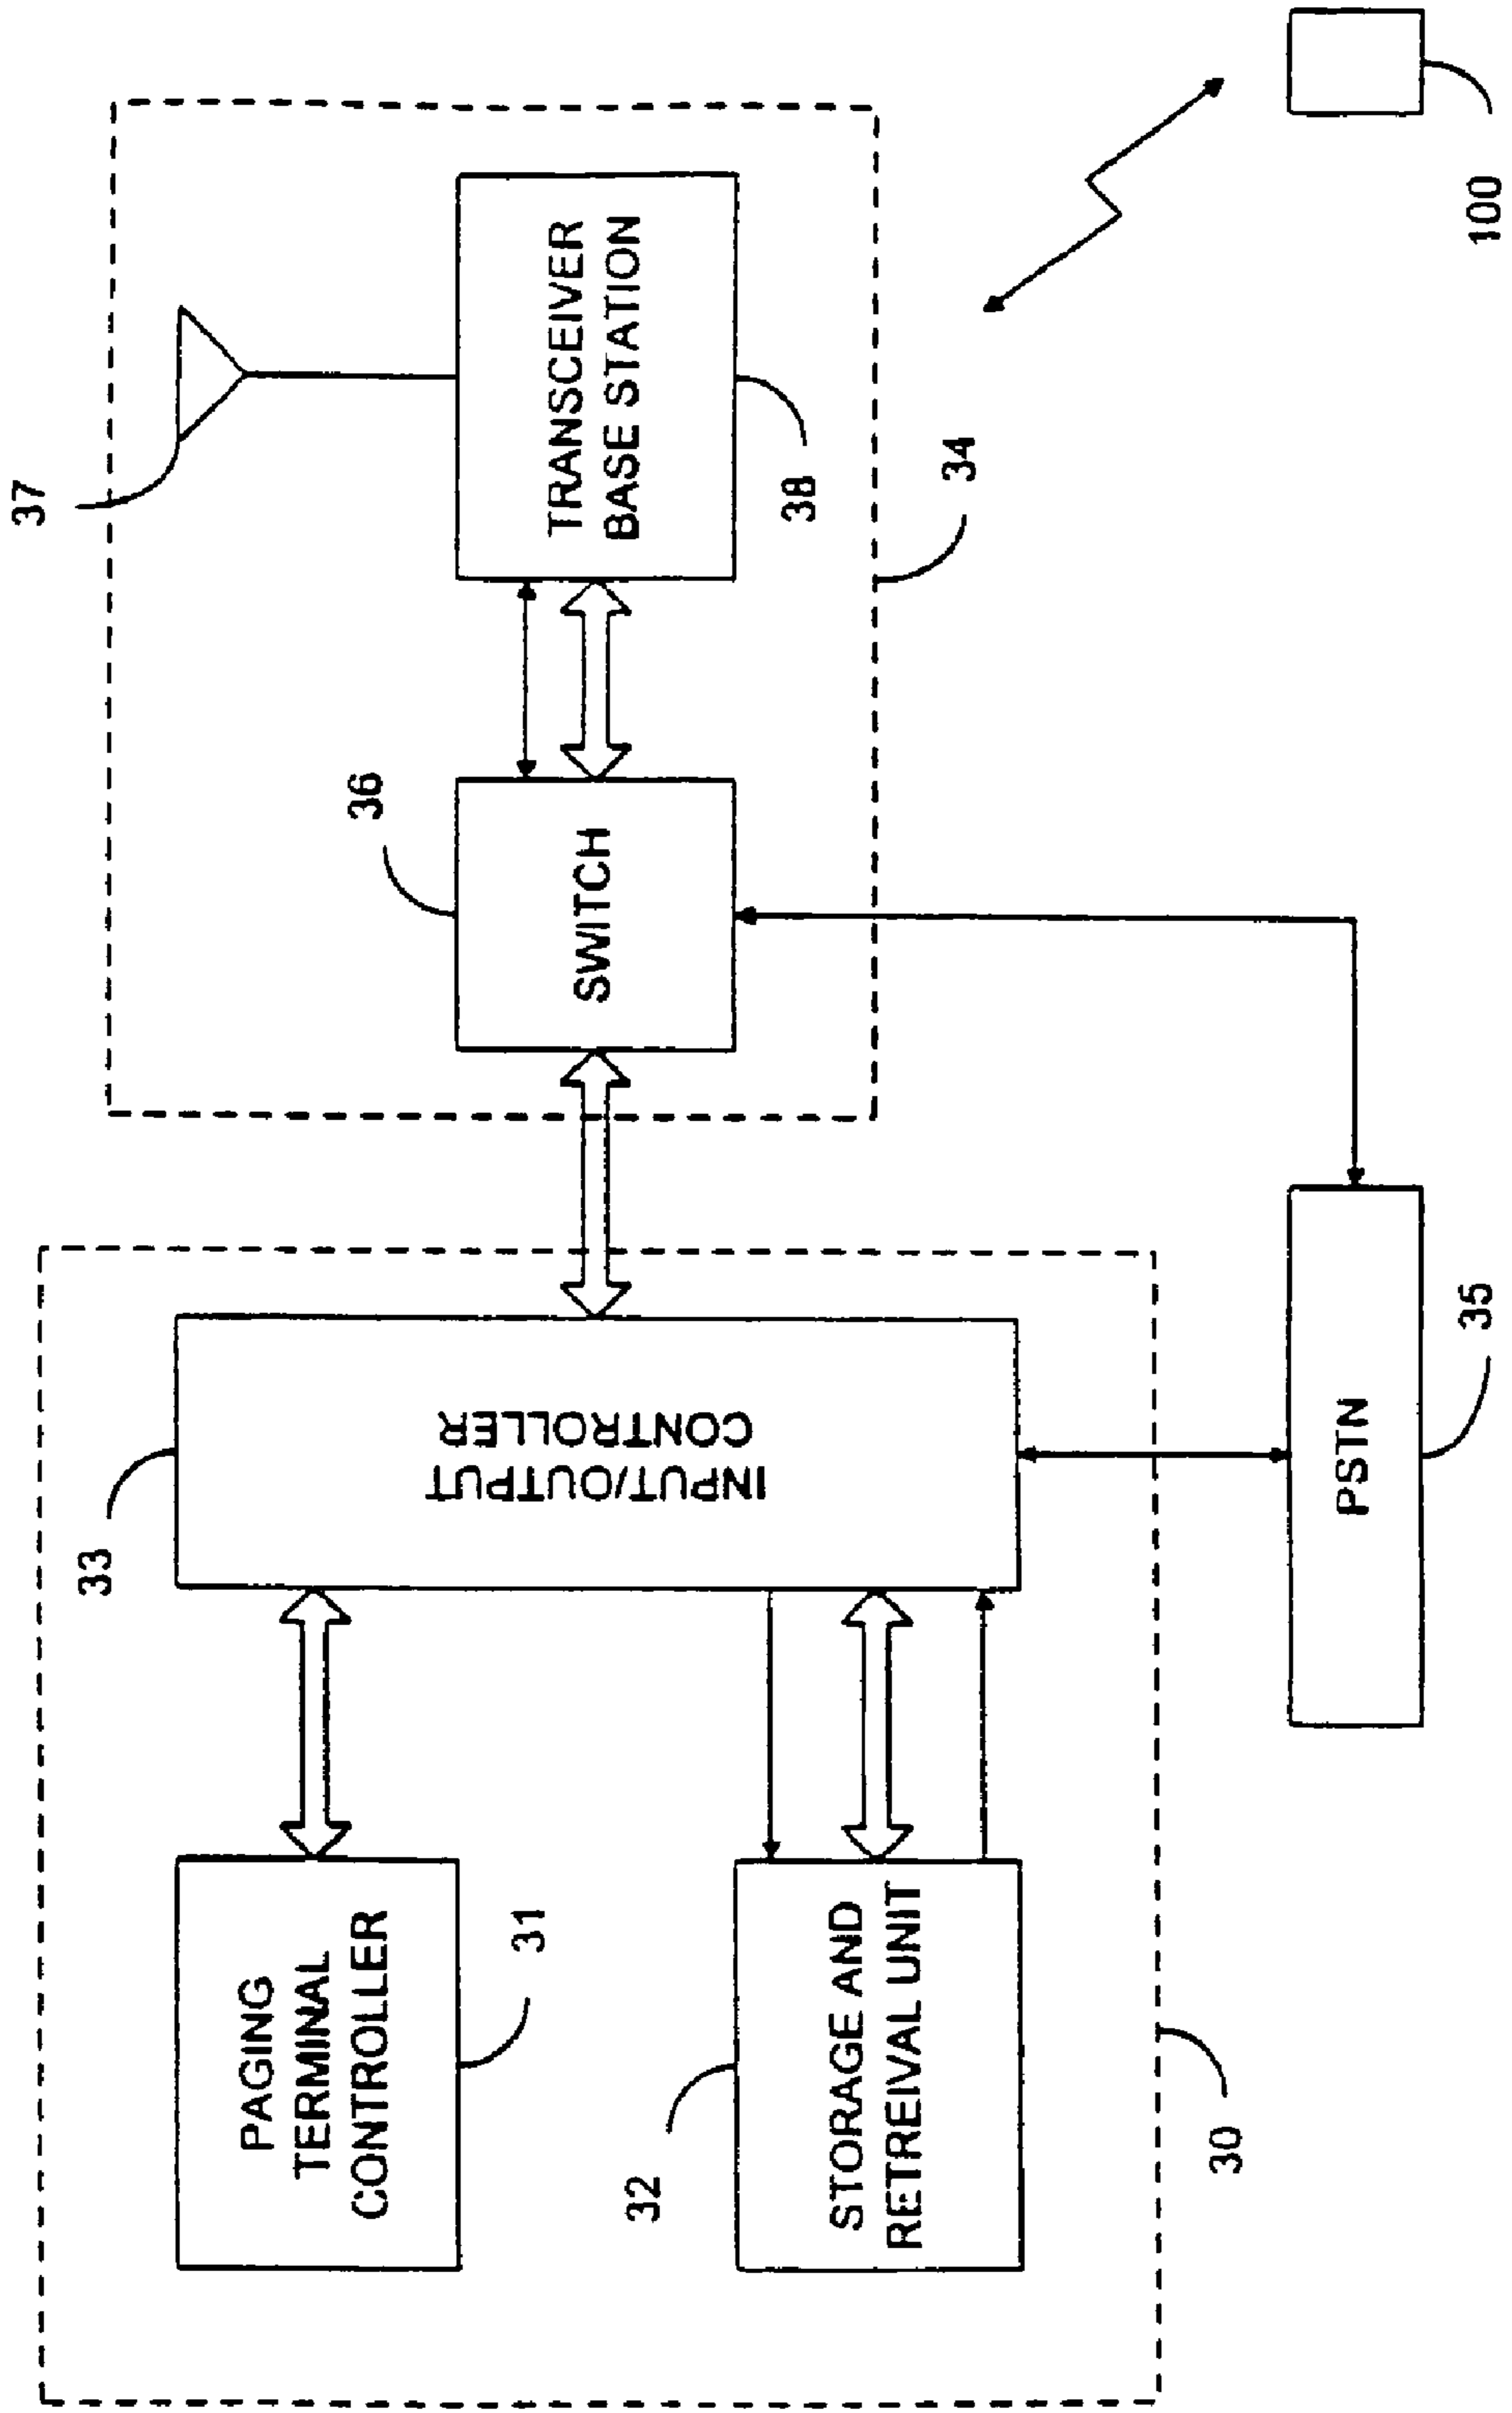 37
TRANSCEIVER
BASE STATION
38
34
100
36
SWITCH
33
INPUT/OUTPUT
CONTROLLER
PSTN
35
PAGING
TERMINAL
CONTROLLER
31
32
STORAGE AND
RETREIVAL UNIT
30